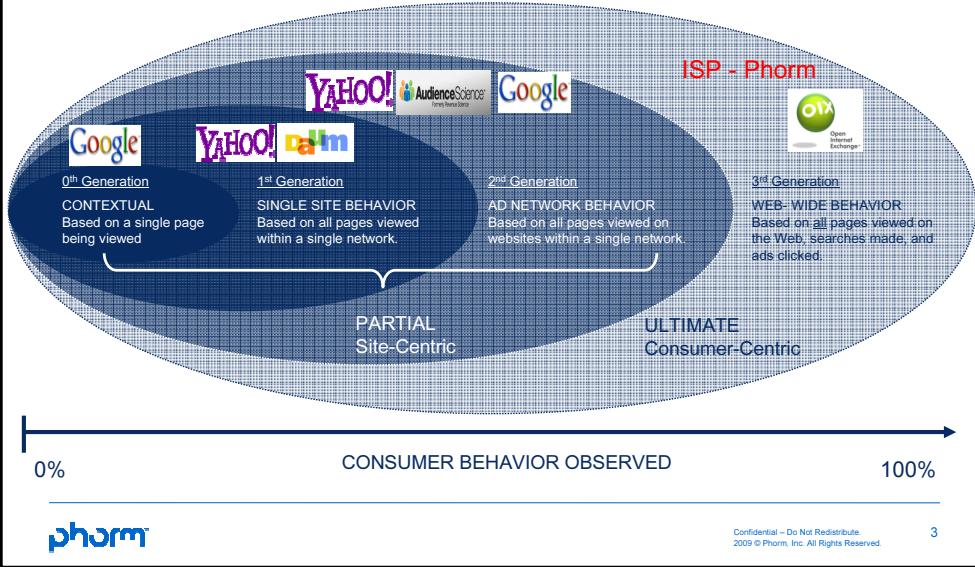 ISP - Phorm
YAHOO!
AudienceScience
Formerly Revenue Science
Google
OIX
Open
Internet
Exchange
Google
YAHOO!
Daum
0th Generation
CONTEXTUAL
Based on a single page
being viewed
1st Generation
SINGLE SITE BEHAVIOR
Based on all pages viewed
within a single network.
2nd Generation
AD NETWORK BEHAVIOR
Based on all pages viewed on
websites within a single network.
3rd Generation
WEB- WIDE BEHAVIOR
Based on all pages viewed on
the Web, searches made, and
ads clicked.
PARTIAL
Site-Centric
ULTIMATE
Consumer-Centric
0%
CONSUMER BEHAVIOR OBSERVED
100%
phorm
Confidential – Do Not Redistribute.
2009 © Phorm, Inc. All Rights Reserved.
3